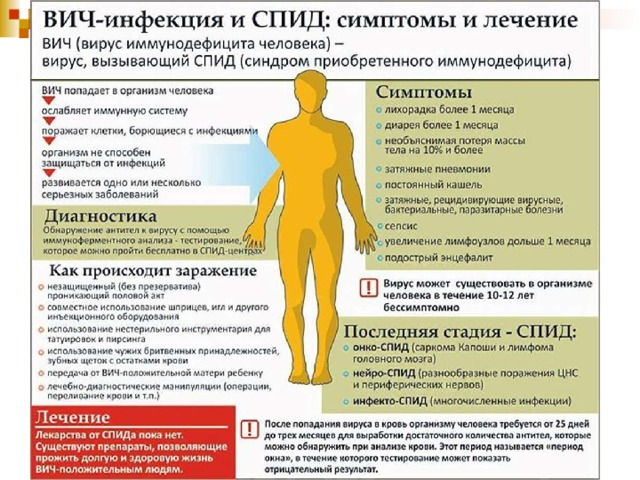 ВИЧ-инфекция и СПИД: симптомы и лечение
ВИЧ (вирус иммунодефицита человека) –
вирус, вызывающий СПИД (синдром приобретенного иммунодефицита)
ВИЧ попадает в организм человека
ослабляет иммунную систему
поражает клетки, борющиеся с инфекциями
организм не способен
защищаться от инфекций
развивается одно или несколько
серьезных заболеваний
Диагностика
Обнаружение антител к вирусу с помощью
иммуноферментного анализа - тестирование,
которое можно пройти бесплатно в СПИД-центрах
Как происходит заражение
незащищенный (без презерватива)
проникающий половой акт
совместное использование шприцев, игл и другого
инъекционного оборудования
использование нестерильного инструментария для
татуировок и пирсинга
использование чужих бритвенных принадлежностей,
зубных щеток с остатками крови
передача от ВИЧ-положительной матери ребенку
лечебно-диагностические манипуляции (операции,
переливание крови и т.п.)
Лечение
Лекарства от СПИДа пока нет.
Существуют препараты, позволяющие
прожить долгую и здоровую жизнь
ВИЧ-положительным людям.
Симптомы
лихорадка более 1 месяца
диарея более 1 месяца
необъяснимая потеря массы
тела на 10% и более
затяжные пневмонии
постоянный кашель
затяжные, рецидивирующие вирусные,
бактериальные, паразитарные болезни
сепсис
увеличение лимфоузлов дольше 1 месяца
подострый энцефалит
! Вирус может существовать в организме
человека в течение 10-12 лет
бессимптомно
Последняя стадия - СПИД:
онко-СПИД (саркома Капоши и лимфома
головного мозга)
нейро-СПИД (разнообразные поражения ЦНС
и периферических нервов)
инфекто-СПИД (многочисленные инфекции)
! После попадания вируса в кровь организму человека требуется от 25 дней
до трех месяцев для выработки достаточного количества антител, которые
можно обнаружить при анализе крови. Этот период называется «период
окна», в течение которого тестирование может показать
отрицательный результат.